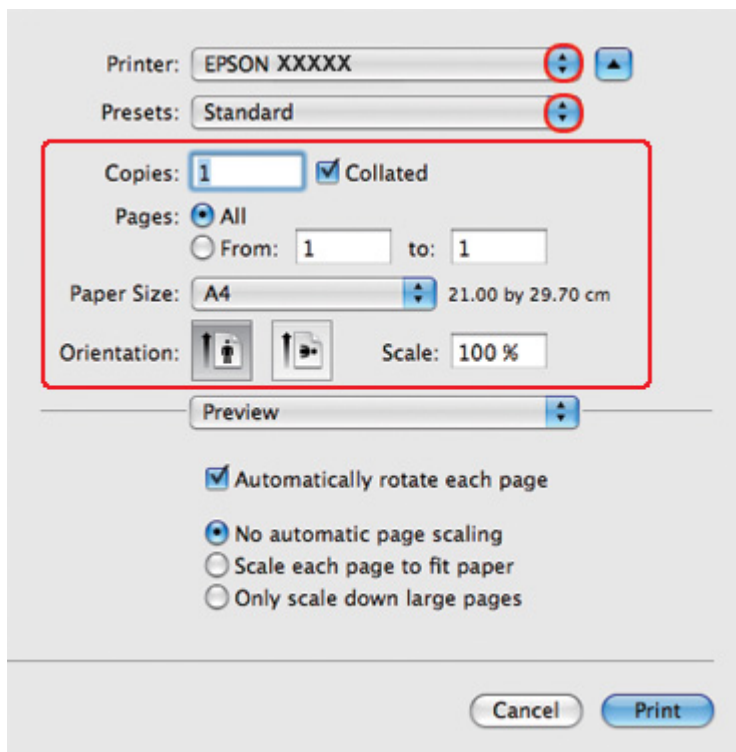 Printer: EPSON XXXXX
Presets: Standard
Copies: 1 Collated
Pages: All
From: 1 to: 1
Paper Size: A4 21.00 by 29.70 cm
Orientation: Scale: 100 %
Preview
Automatically rotate each page
No automatic page scaling
Scale each page to fit paper
Only scale down large pages
Cancel Print